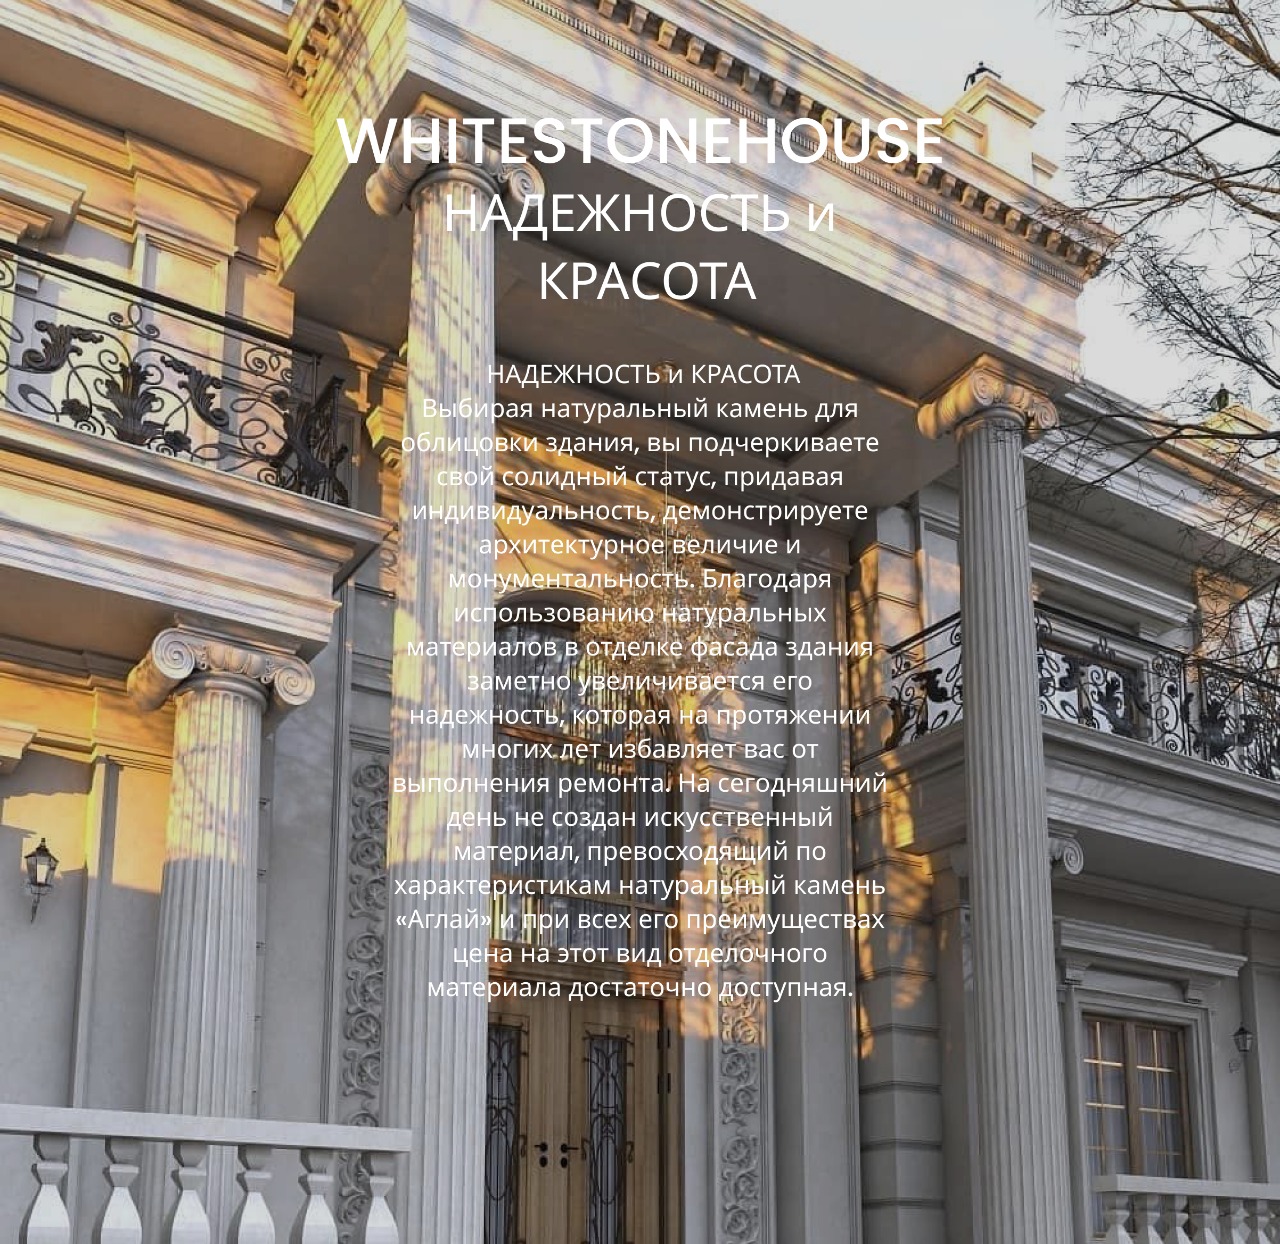 WHITESTONEHOUSE
НАДЕЖНОСТЬ и
КРАСОТА
НАДЕЖНОСТЬ и КРАСОТА
Выбирая натуральный камень для
облицовки здания, вы подчеркиваете
свой солидный статус, придавая
индивидуальность, демонстрируете
архитектурное величие и
монументальность. Благодаря
использованию натуральных
материалов в отделке фасада здания
заметно увеличивается его
надежность, которая на протяжении
многих лет избавляет вас от
выполнения ремонта. На сегодняшний
день не создан искусственный
материал, превосходящий по
характеристикам натуральный камень
«Аглай» и при всех его преимуществах
цена на этот вид отделочного
материала достаточно доступная.